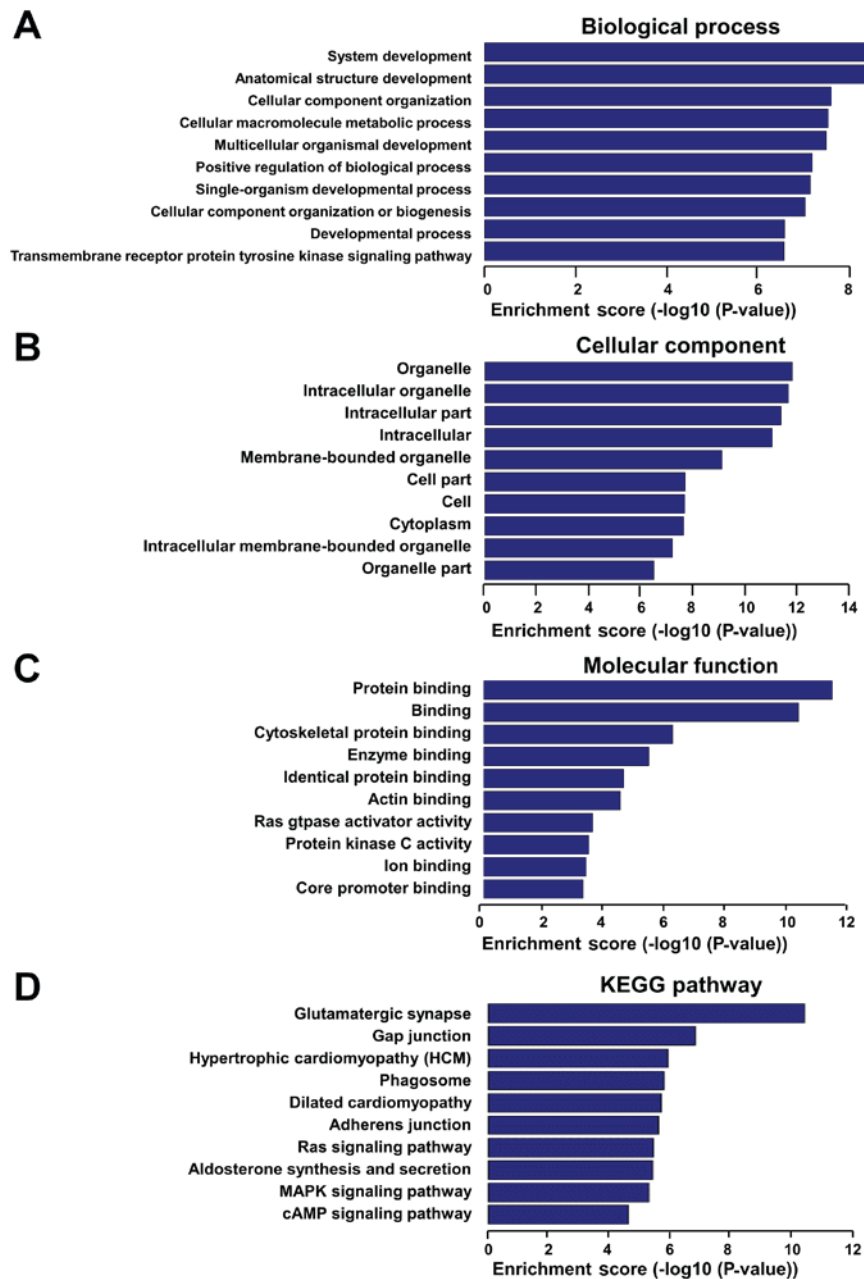 A
Biological process
System development
Anatomical structure development
Cellular component organization
Cellular macromolecule metabolic process
Multicellular organismal development
Positive regulation of biological process
Single-organism developmental process
Cellular component organization or biogenesis
Developmental process
Transmembrane receptor protein tyrosine kinase signaling pathway
0 2 4 6 8
Enrichment score (-log10 (P-value))
B
Cellular component
Organelle
Intracellular organelle
Intracellular part
Intracellular
Membrane-bounded organelle
Cell part
Cell
Cytoplasm
Intracellular membrane-bounded organelle
Organelle part
0 2 4 6 8 10 12 14
Enrichment score (-log10 (P-value))
C
Molecular function
Protein binding
Binding
Cytoskeletal protein binding
Enzyme binding
Identical protein binding
Actin binding
Ras gtpase activator activity
Protein kinase C activity
Ion binding
Core promoter binding
0 2 4 6 8 10 12
Enrichment score (-log10 (P-value))
D
KEGG pathway
Glutamatergic synapse
Gap junction
Hypertrophic cardiomyopathy (HCM)
Phagosome
Dilated cardiomyopathy
Adherens junction
Ras signaling pathway
Aldosterone synthesis and secretion
MAPK signaling pathway
cAMP signaling pathway
0 2 4 6 8 10 12
Enrichment score (-log10 (P-value))